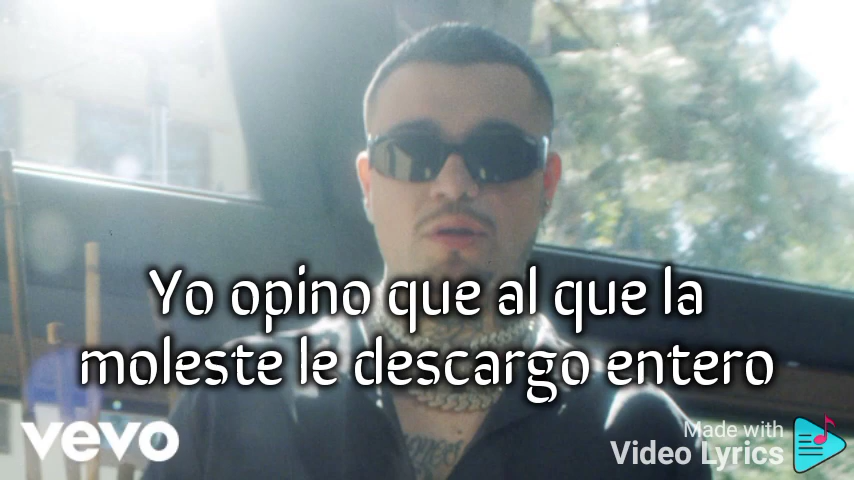 Yo opino que al que la
moleste le descargo entero
vevo
Made with
Video Lyrics